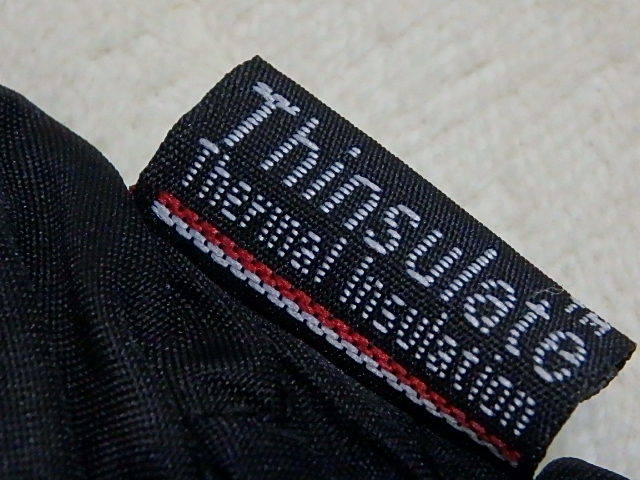 Thinsulate™
Thermal Insulation